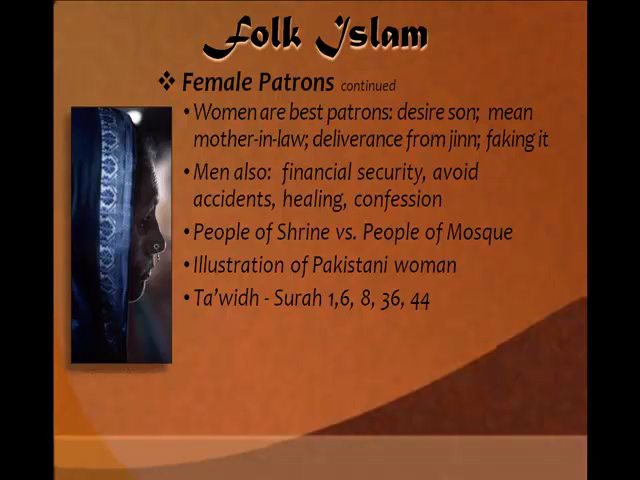 Folk Islam
❖ Female Patrons continued
• Women are best patrons: desire son; mean
mother-in-law; deliverance from jinn; faking it
• Men also: financial security, avoid
accidents, healing, confession
• People of Shrine vs. People of Mosque
• Illustration of Pakistani woman
• Ta'widh - Surah 1,6, 8, 36, 44